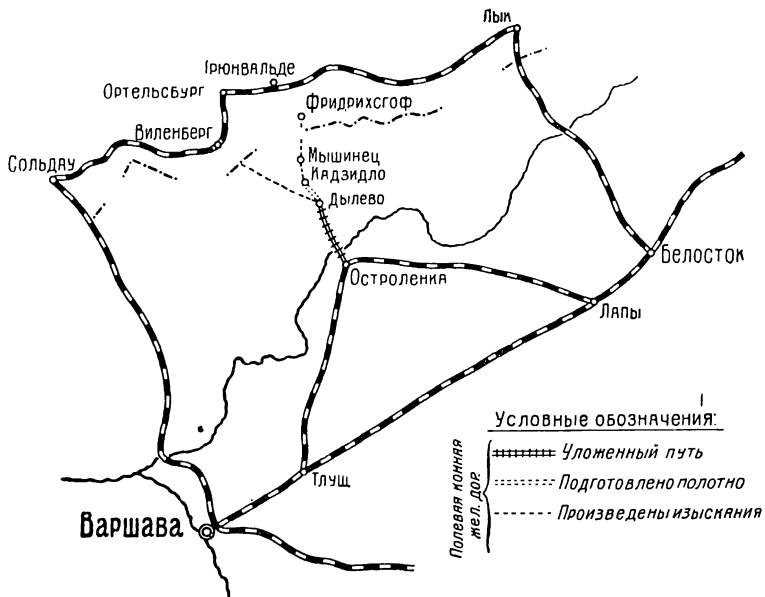 Лык
Грюнвальде
Ортельсбург
Фридрихсгоф
Виленберг
Сольдау
Мышинец
Кадзидло
Дылево
Белосток
Остроленка
Лапы
Условные обозначения:
Полевая конная
жел. дор.
Уложенный путь
Подготовлено полотно
Произведены изыскания
Тлущ
Варшава